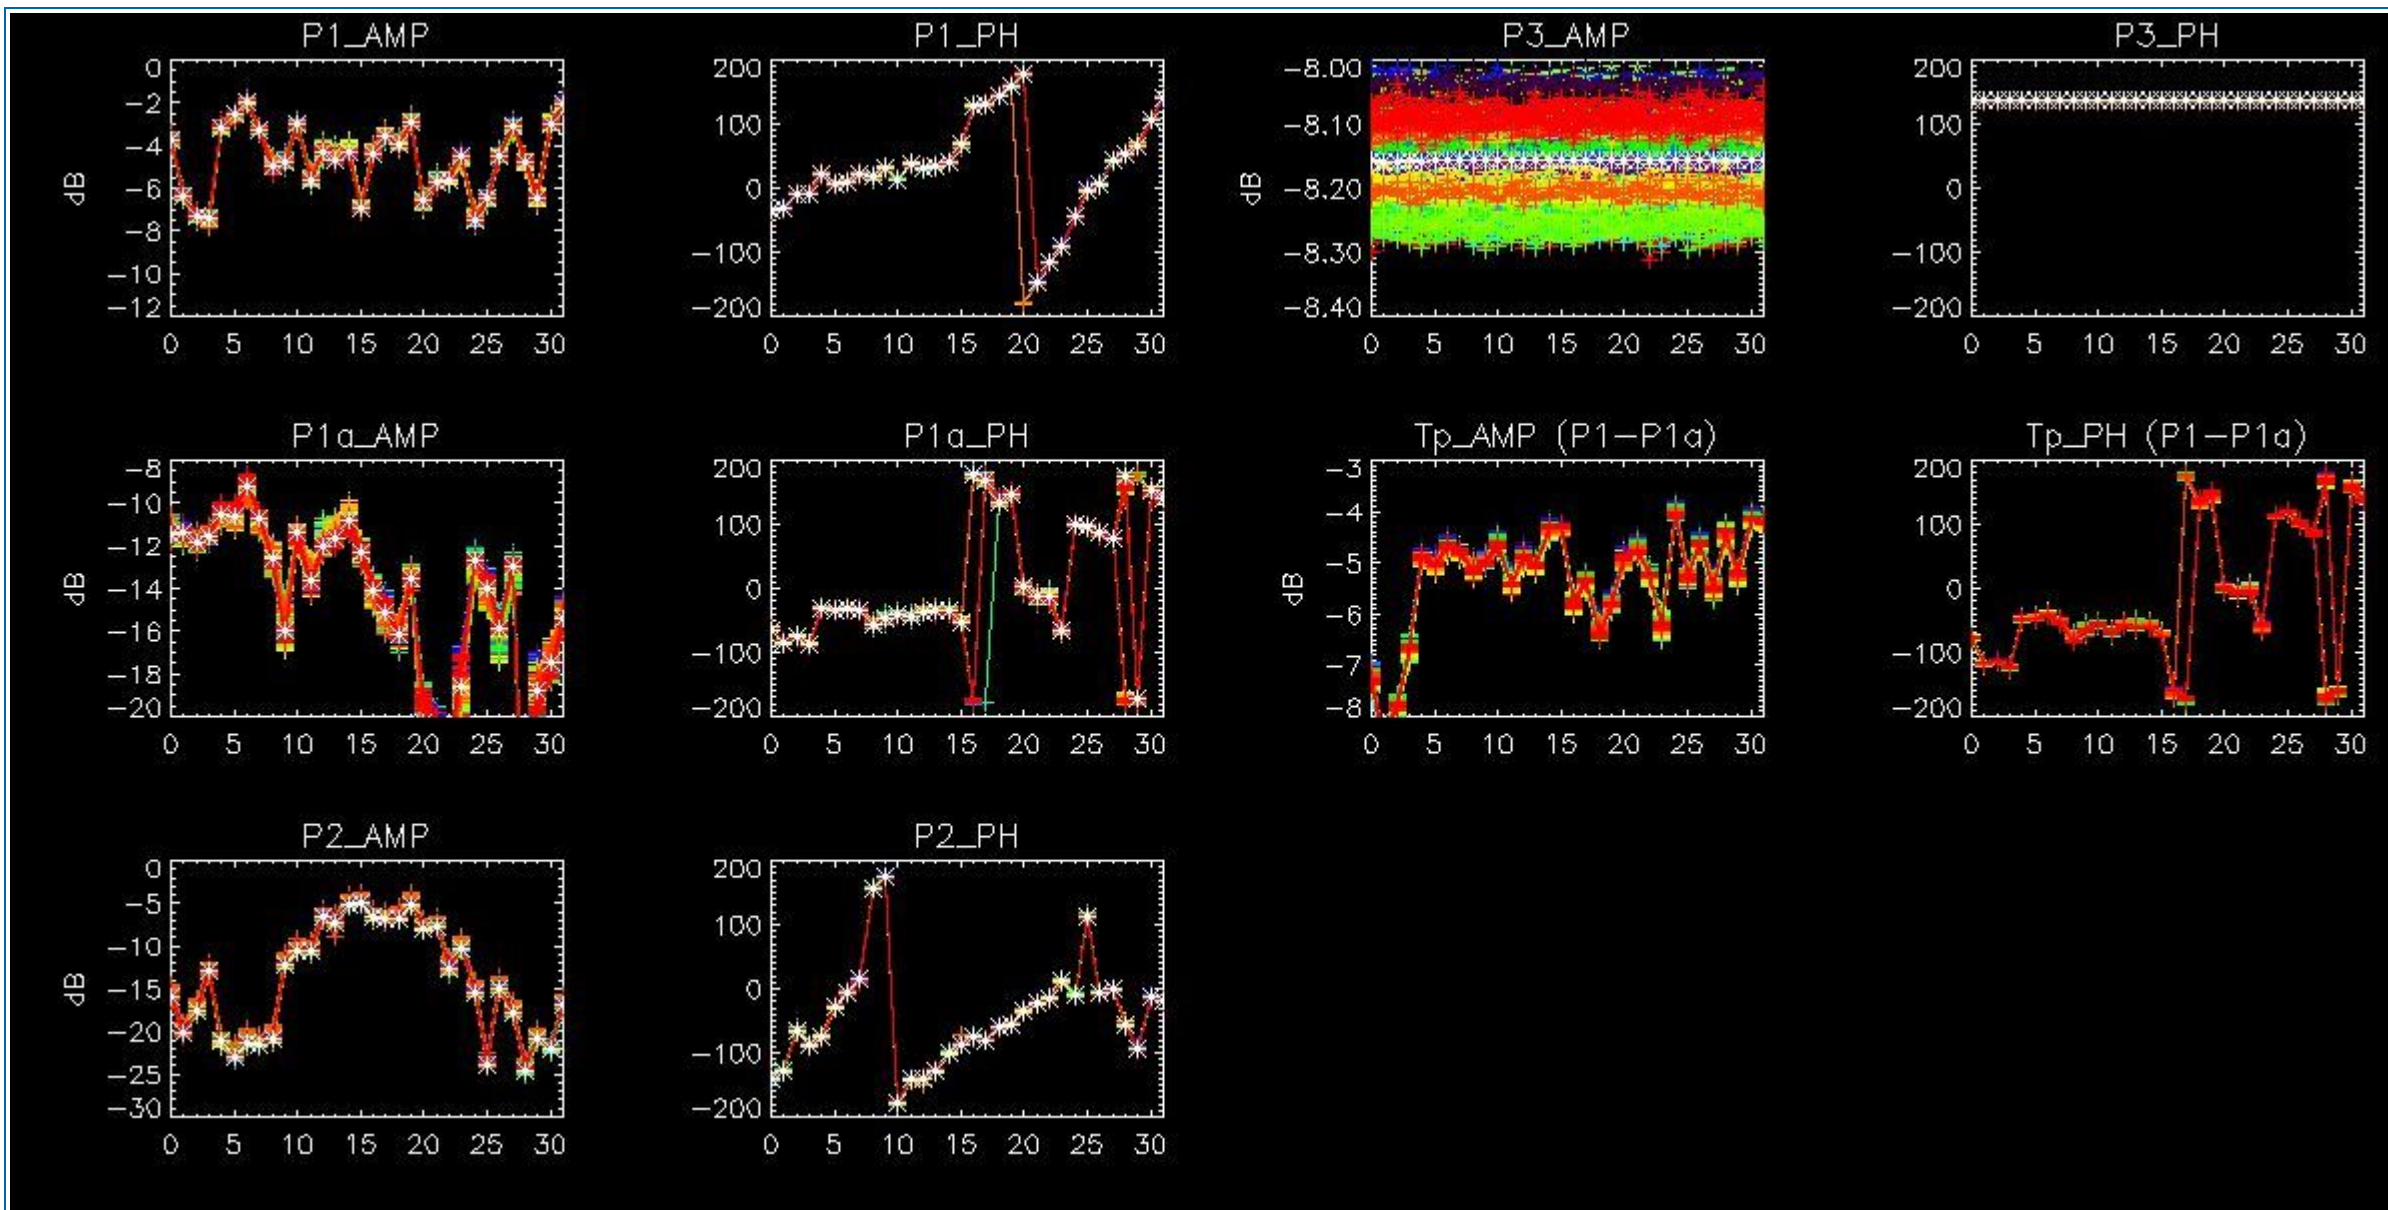 P1_AMP P1_PH P3_AMP P3_PH
0 200 −8.00 200
−2
−4 100 −8.10 100
dB −6 0 dB −8.20 0
−8
−10 −100 −8.30 −100
−12 −200 −8.40 −200
0 5 10 15 20 25 30 0 5 10 15 20 25 30 0 5 10 15 20 25 30 0 5 10 15 20 25 30
P1a_AMP P1a_PH Tp_AMP (P1−P1a) Tp_PH (P1−P1a)
−8 200 −3 200
−10 100 −4 100
−12
dB −14 0 dB −5 0
−16 −100 −6 −100
−18 −7
−20 −200 −8 −200
0 5 10 15 20 25 30 0 5 10 15 20 25 30 0 5 10 15 20 25 30 0 5 10 15 20 25 30
P2_AMP P2_PH
0 200
−5 100
−10
dB −15 0
−20 −100
−25
−30 −200
0 5 10 15 20 25 30 0 5 10 15 20 25 30